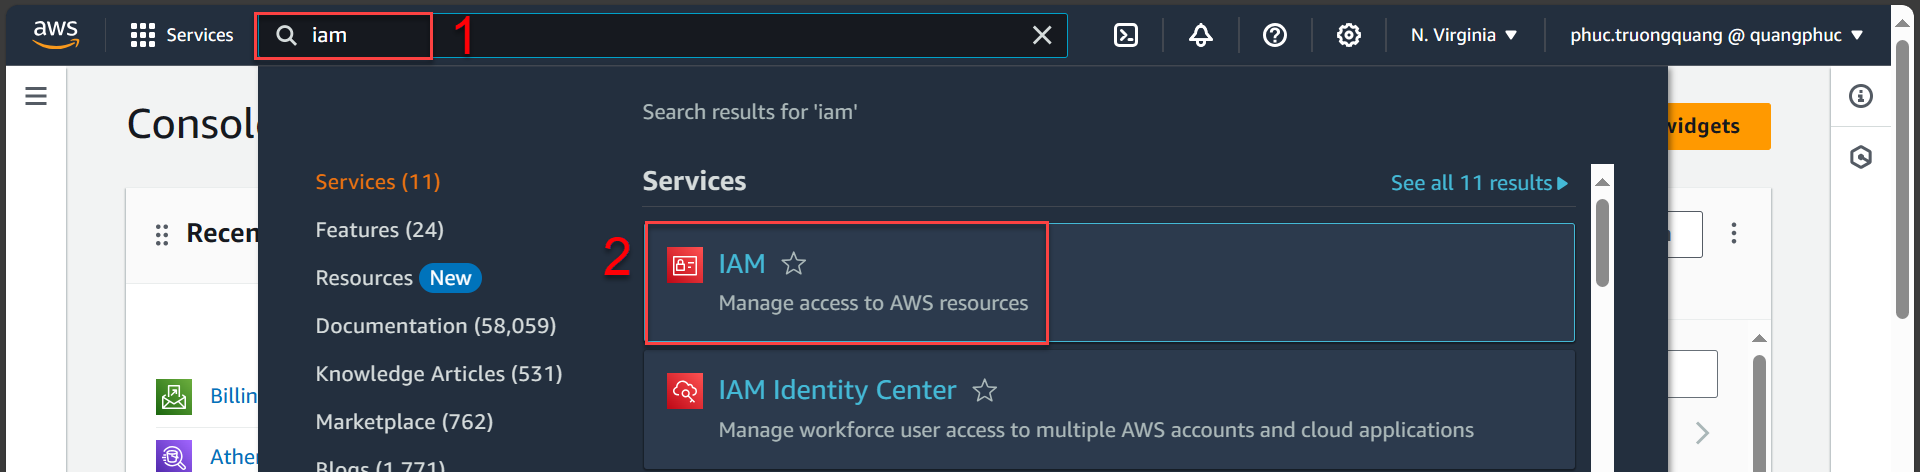 aws
Services
iam
1
N. Virginia
phuc.truongquang @ quangphuc
Consol
Search results for 'iam'
widgets
Services (11)
Features (24)
Resources New
Documentation (58,059)
Knowledge Articles (531)
Marketplace (762)
Blogs (1,771)
Services
See all 11 results
2
IAM
Manage access to AWS resources
IAM Identity Center
Manage workforce user access to multiple AWS accounts and cloud applications
Recen
Billin
Ather